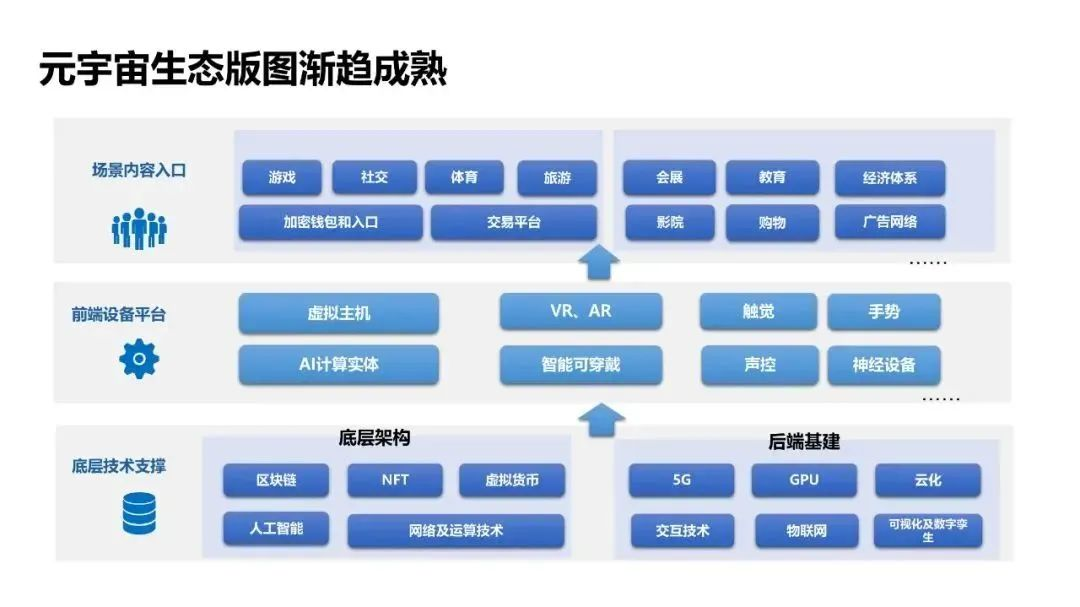 元宇宙生态版图渐趋成熟
场景内容入口
游戏
社交
体育
旅游
加密钱包和入口
交易平台
会展
教育
经济体系
影院
购物
广告网络
......
前端设备平台
虚拟主机
VR、AR
触觉
手势
AI计算实体
智能可穿戴
声控
神经设备
......
底层技术支撑
底层架构
区块链
NFT
虚拟货币
人工智能
网络及运算技术
后端基建
5G
GPU
云化
交互技术
物联网
可视化及数字孪
生